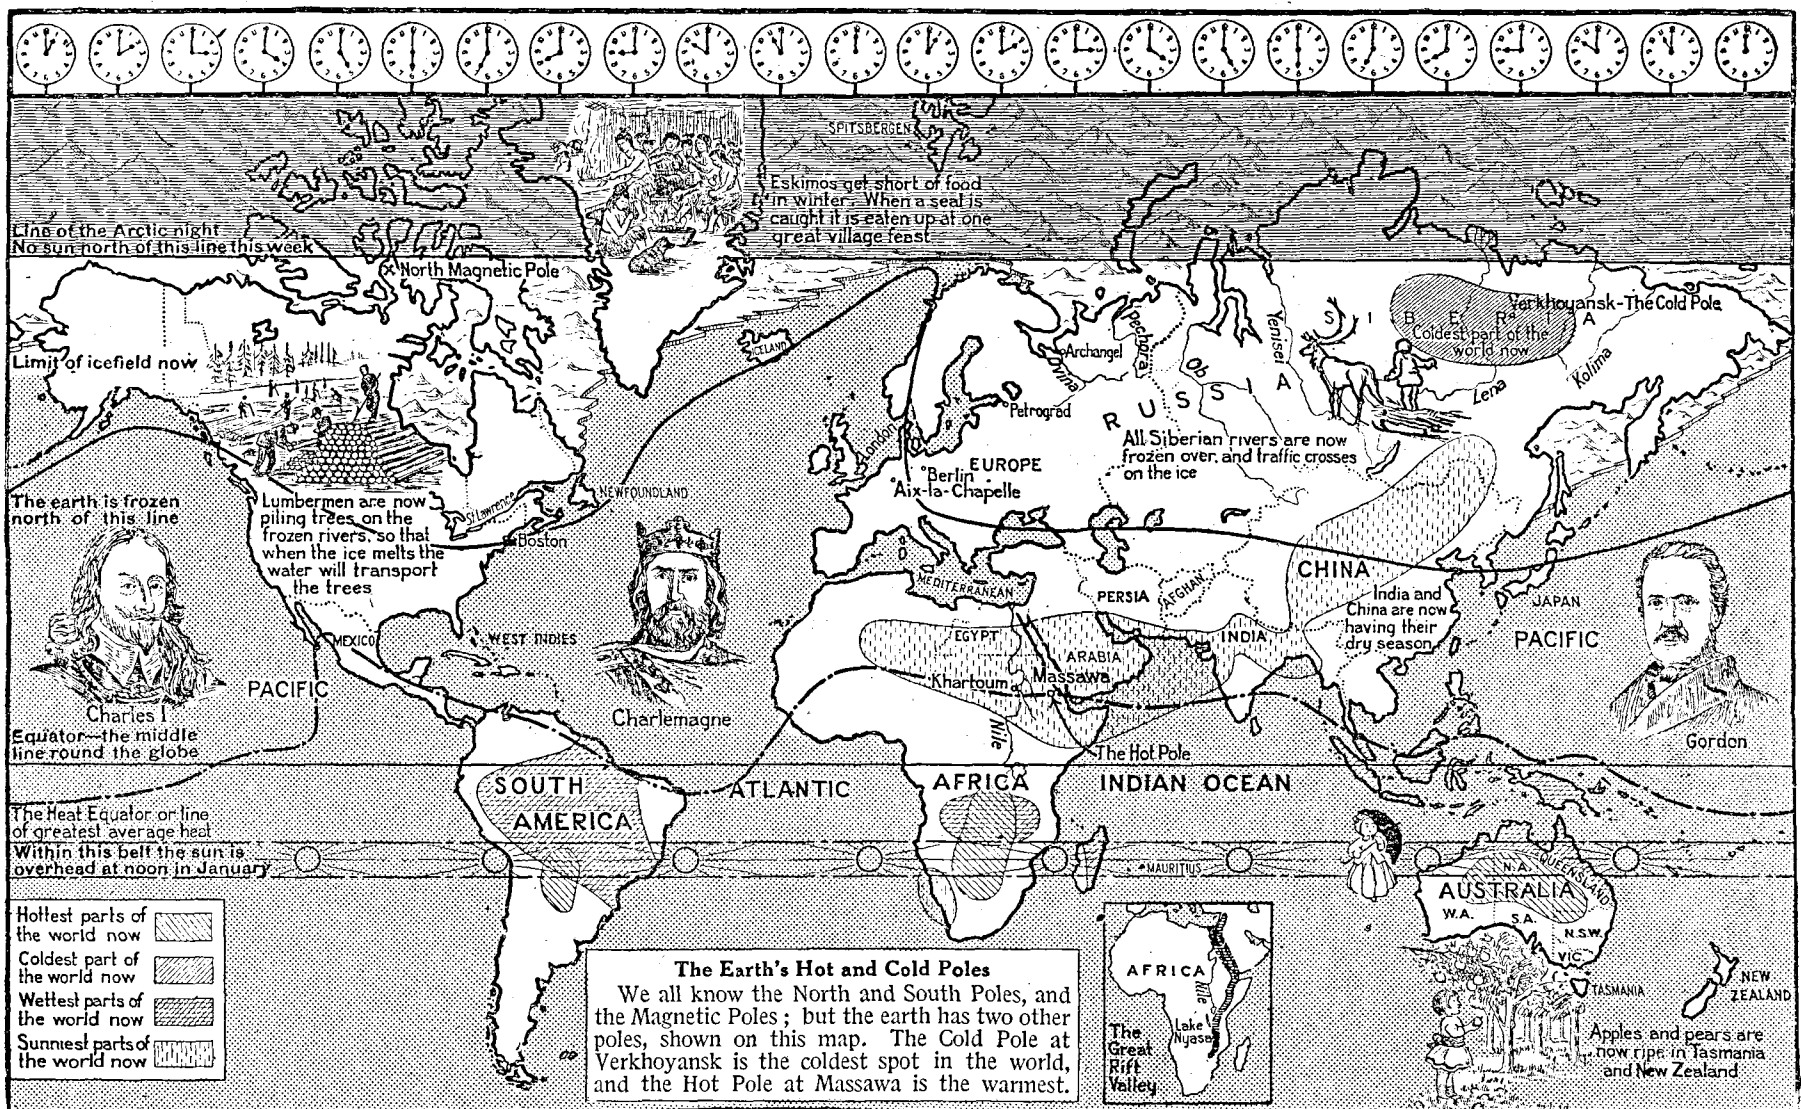 SPITSBERGEN
Eskimos get short of food
in winter. When a seal is
caught it is eaten up at one
great village feast
Line of the Arctic night
No sun north of this line this week
North Magnetic Pole
Verkhoyansk-The Cold Pole
SIBERIA
Coldest part of the
world now
Limit of icefield now
ICELAND
Archangel
Dvina
Pechora
Ob
Yenisei
Lena
Kolima
Petrograd
RUSSIA
London
All Siberian rivers are now
frozen over, and traffic crosses
on the ice
Berlin
EUROPE
Aix-la-Chapelle
The earth is frozen
north of this line
Lumbermen are now
piling trees on the
frozen rivers, so that
when the ice melts the
water will transport
the trees
St Lawrence
NEWFOUNDLAND
Boston
MEDITERRANEAN
PERSIA
AFGHAN.
CHINA
India and
China are now
having their
dry season
JAPAN
PACIFIC
MEXICO
WEST INDIES
EGYPT
ARABIA
INDIA
Khartoum
Massawa
Nile
The Hot Pole
PACIFIC
Charles I
Charlemagne
Gordon
Equator—the middle
line round the globe
SOUTH
AMERICA
ATLANTIC
AFRICA
INDIAN OCEAN
The Heat Equator or line
of greatest average heat
Within this belt the sun is
overhead at noon in January
MAURITIUS
QUEENSLAND
N.A.
AUSTRALIA
W.A.
S.A.
N.S.W.
VIC.
TASMANIA
NEW
ZEALAND
Apples and pears are
now ripe in Tasmania
and New Zealand
Hottest parts of
the world now
Coldest part of
the world now
Wettest parts of
the world now
Sunniest parts of
the world now
The Earth's Hot and Cold Poles
We all know the North and South Poles, and
the Magnetic Poles; but the earth has two other
poles, shown on this map. The Cold Pole at
Verkhoyansk is the coldest spot in the world,
and the Hot Pole at Massawa is the warmest.
AFRICA
Nile
Lake
Nyasa
The
Great
Rift
Valley